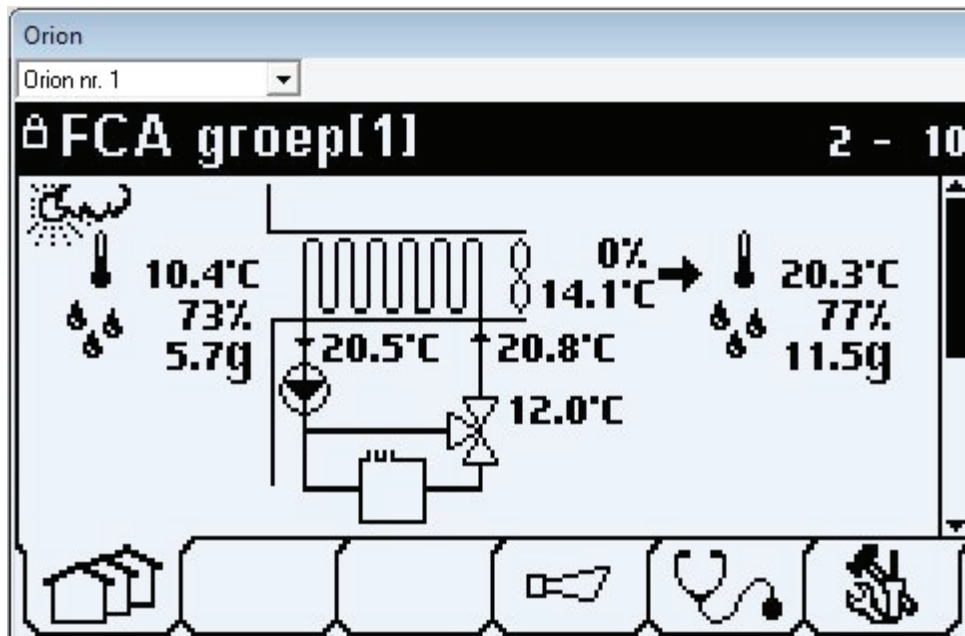 Orion
Orion nr. 1
FCA groep[1] 2 - 10
10.4°C
73%
5.7g
0%
14.1°C
20.5°C
20.8°C
12.0°C
20.3°C
77%
11.5g